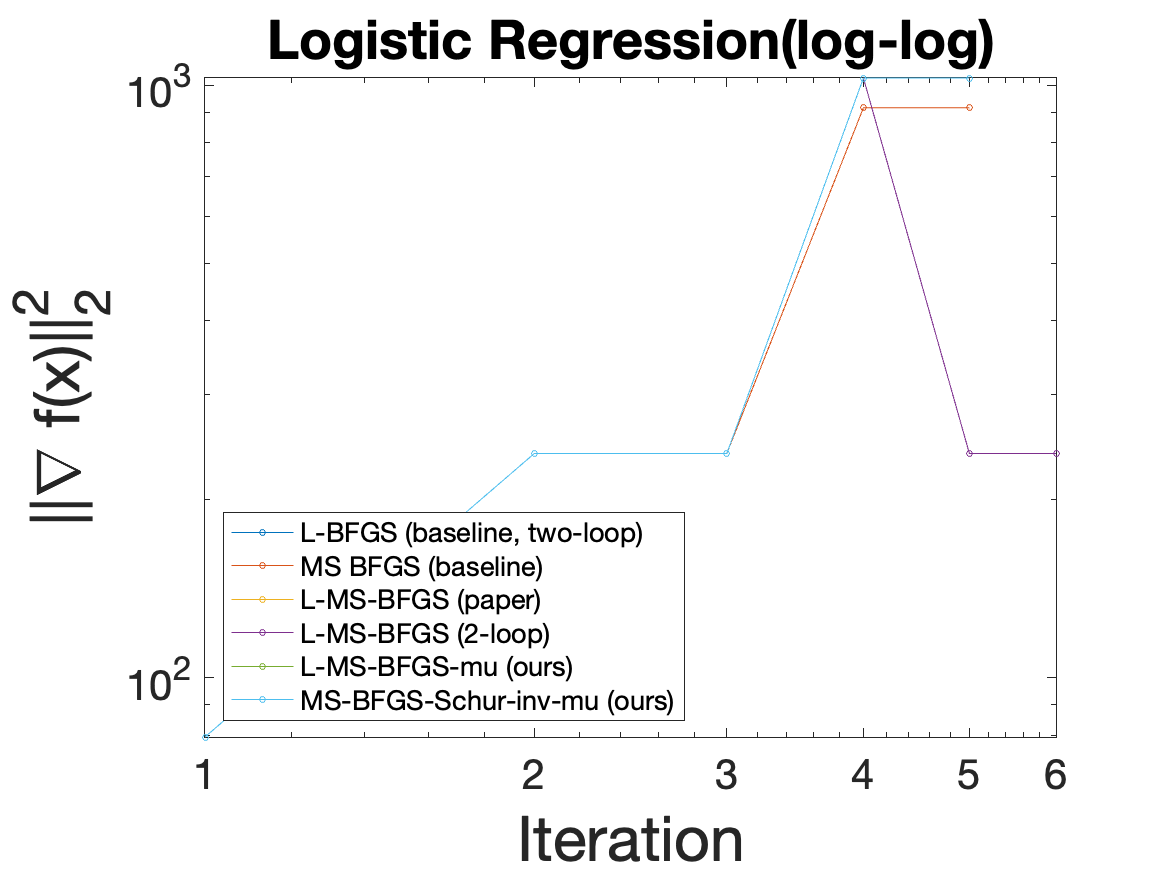 Logistic Regression(log-log)
10^3
||∇ f(x)||_2^2
L-BFGS (baseline, two-loop)
MS BFGS (baseline)
L-MS-BFGS (paper)
L-MS-BFGS (2-loop)
L-MS-BFGS-mu (ours)
MS-BFGS-Schur-inv-mu (ours)
10^2
1 2 3 4 5 6
Iteration